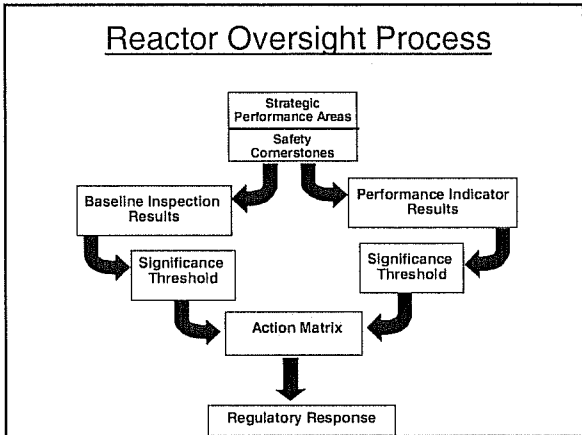 Reactor Oversight Process
Strategic
Performance Areas
Safety
Cornerstones
Baseline Inspection
Results
Performance Indicator
Results
Significance
Threshold
Significance
Threshold
Action Matrix
Regulatory Response